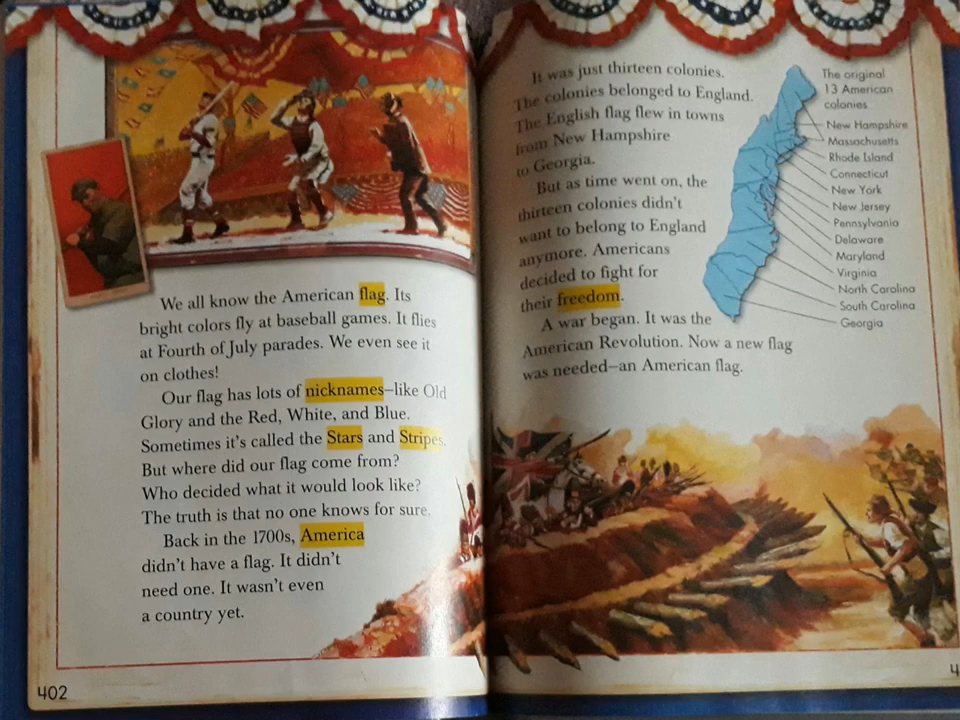 We all know the American flag. Its
bright colors fly at baseball games. It flies
at Fourth of July parades. We even see it
on clothes!
Our flag has lots of nicknames—like Old
Glory and the Red, White, and Blue.
Sometimes it's called the Stars and Stripes.
But where did our flag come from?
Who decided what it would look like?
The truth is that no one knows for sure.
Back in the 1700s, America
didn't have a flag. It didn't
need one. It wasn't even
a country yet.
402
It was just thirteen colonies.
The colonies belonged to England.
The English flag flew in towns
from New Hampshire
to Georgia.
But as time went on, the
thirteen colonies didn't
want to belong to England
anymore. Americans
decided to fight for
their freedom.
A war began. It was the
American Revolution. Now a new flag
was needed—an American flag.
The original
13 American
colonies
New Hampshire
Massachusetts
Rhode Island
Connecticut
New York
New Jersey
Pennsylvania
Delaware
Maryland
Virginia
North Carolina
South Carolina
Georgia